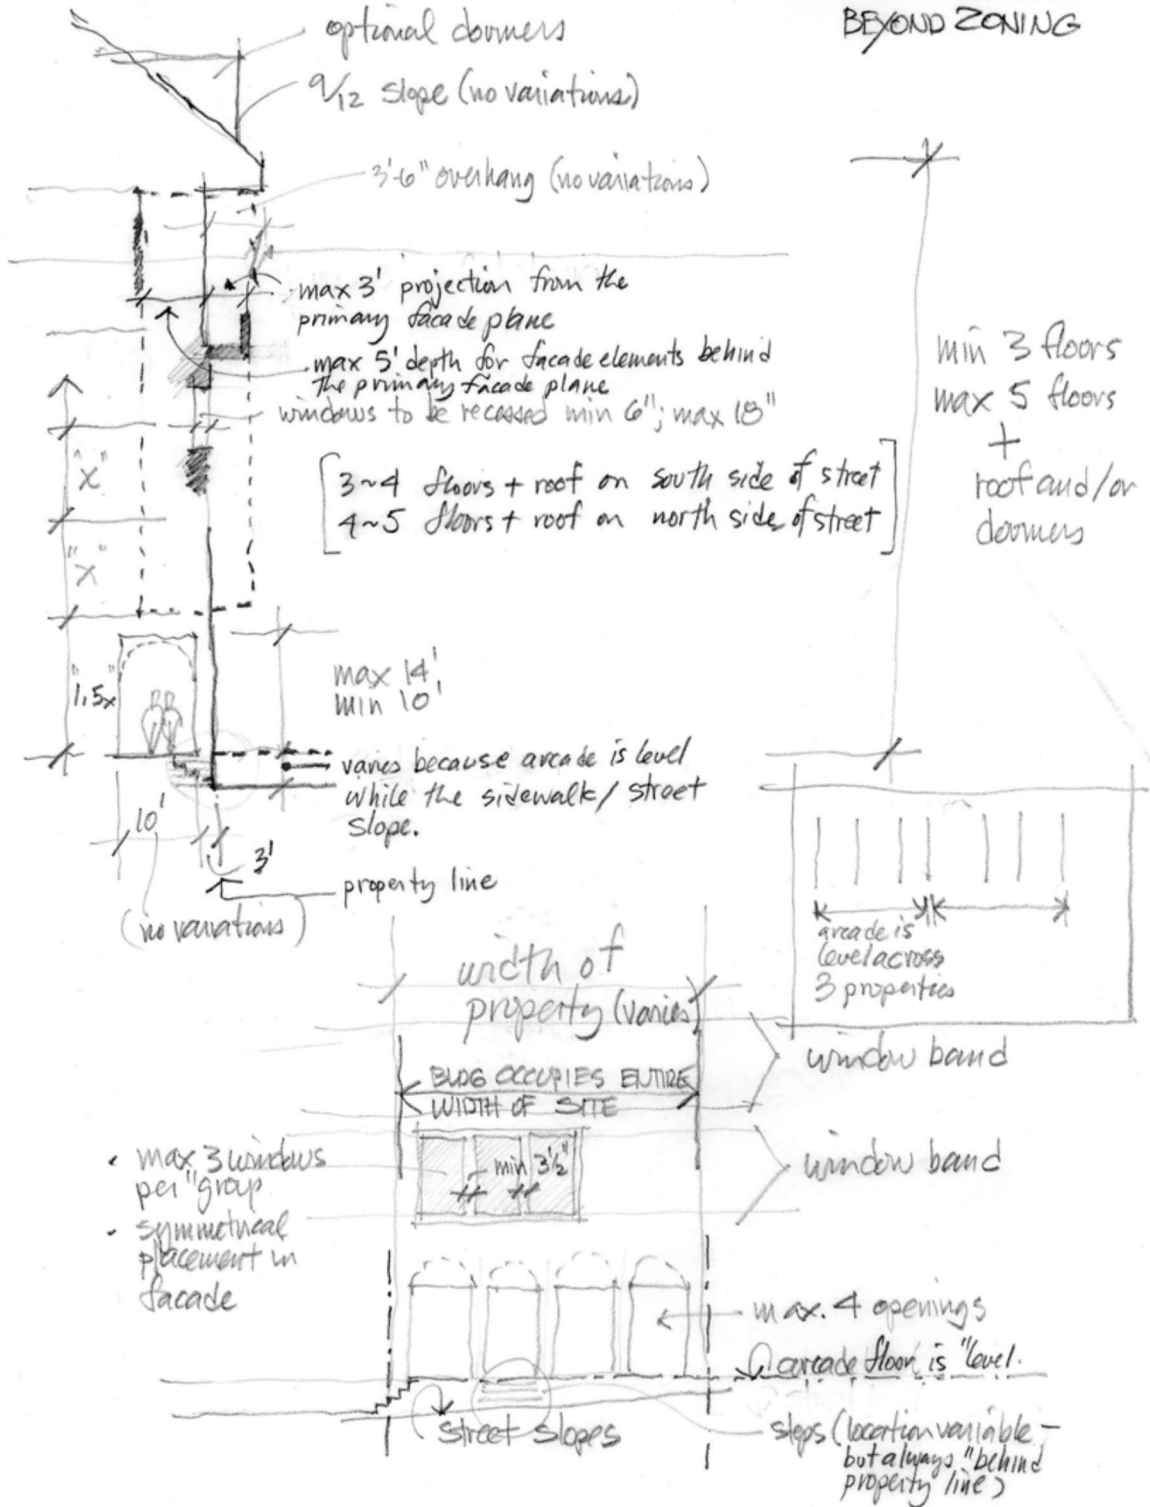 BEYOND ZONING
optional dormers
9/12 slope (no variations)
3'-6" overhang (no variations)
max 3' projection from the
primary facade plane
max 5' depth for facade elements behind
the primary facade plane
windows to be recessed min 6"; max 18"
[3~4 floors + roof on south side of street
4~5 floors + roof on north side of street]
min 3 floors
max 5 floors
+
roof and/or
dormers
"X"
"X"
"1.5x"
max 14'
min 10'
varies because arcade is level
while the sidewalk/street
slope.
10'
3'
property line
(no variations)
arcade is
level across
3 properties
width of
property (varies)
BLDG OCCUPIES ENTIRE
WIDTH OF SITE
window band
window band
• max 3 windows
per "group
• symmetrical
placement in
facade
min 3½"
max. 4 openings
arcade floor is "level.
street slopes
steps (location variable -
but always "behind
property" line)